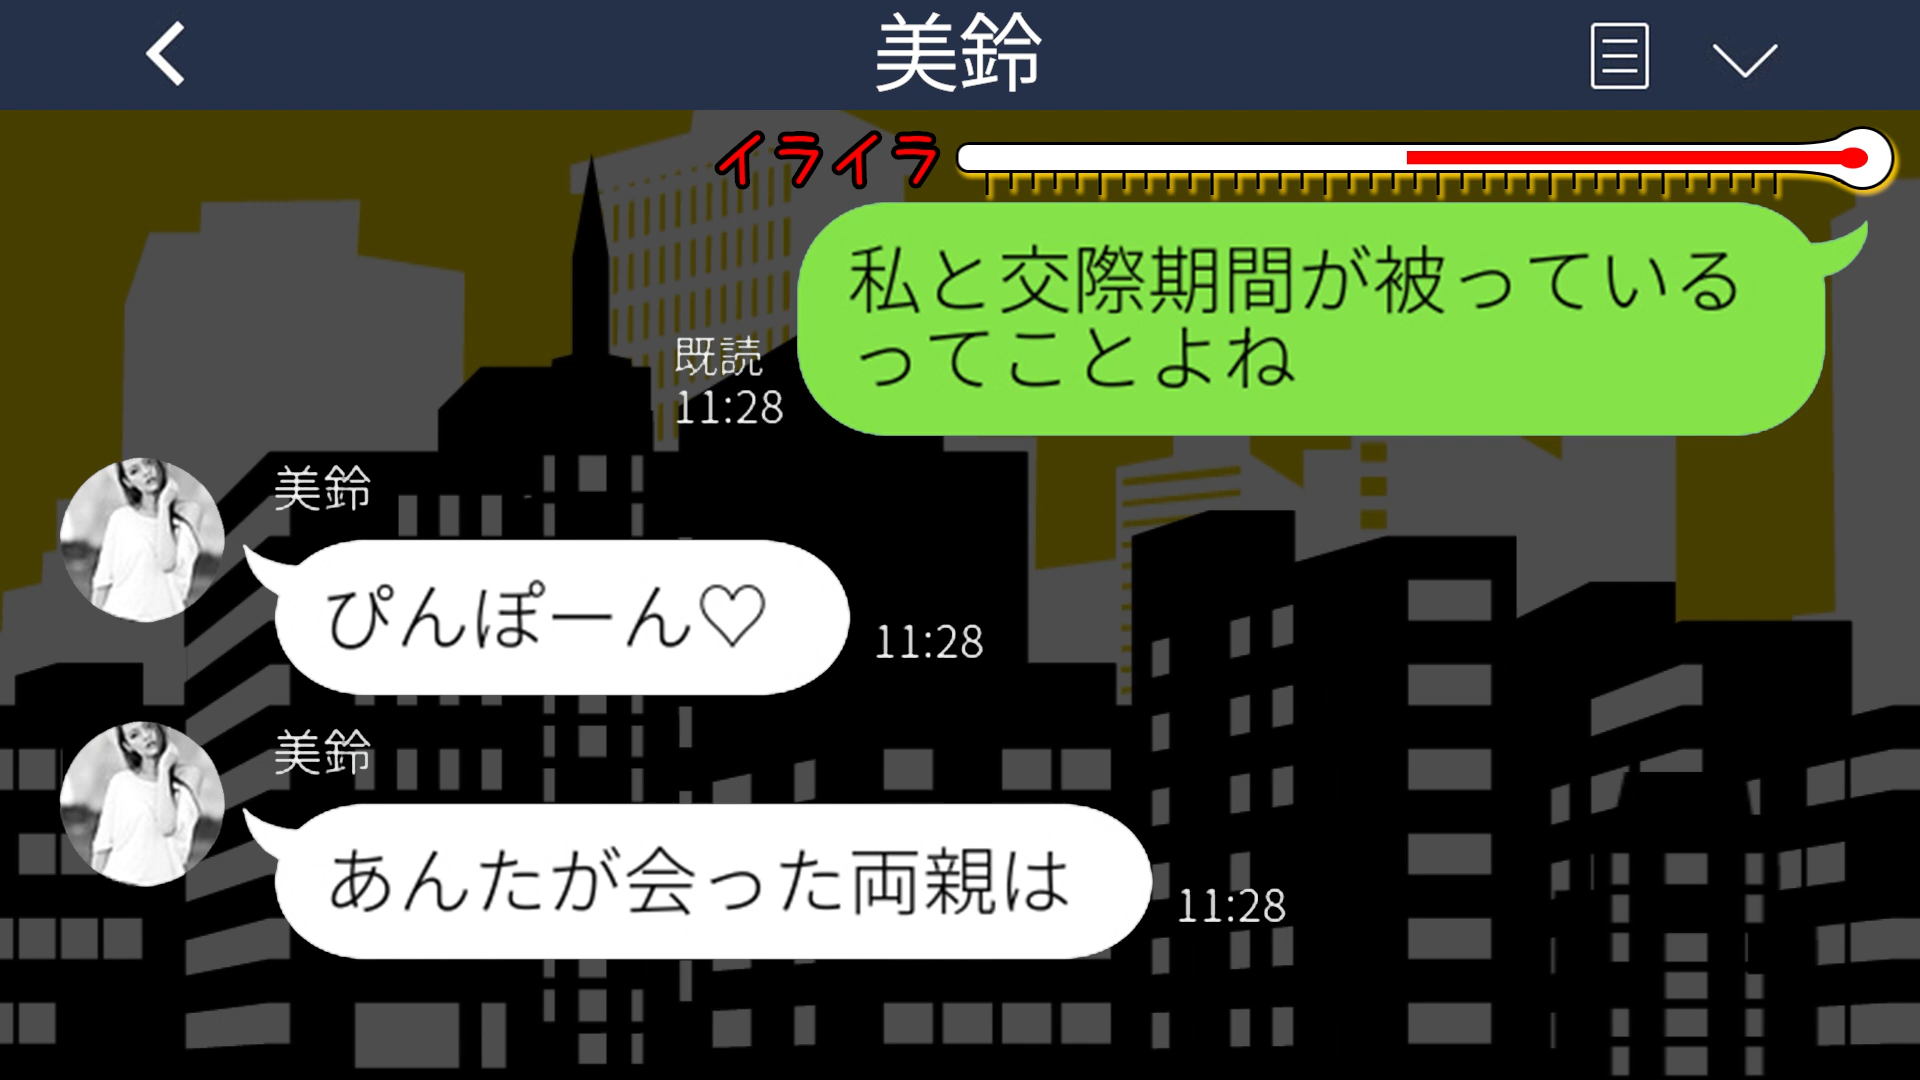 美鈴
イライラ
私と交際期間が被っている
ってことよね
既読
11:28
美鈴
ぴんぽーん♡
11:28
美鈴
あんたが会った両親は
11:28